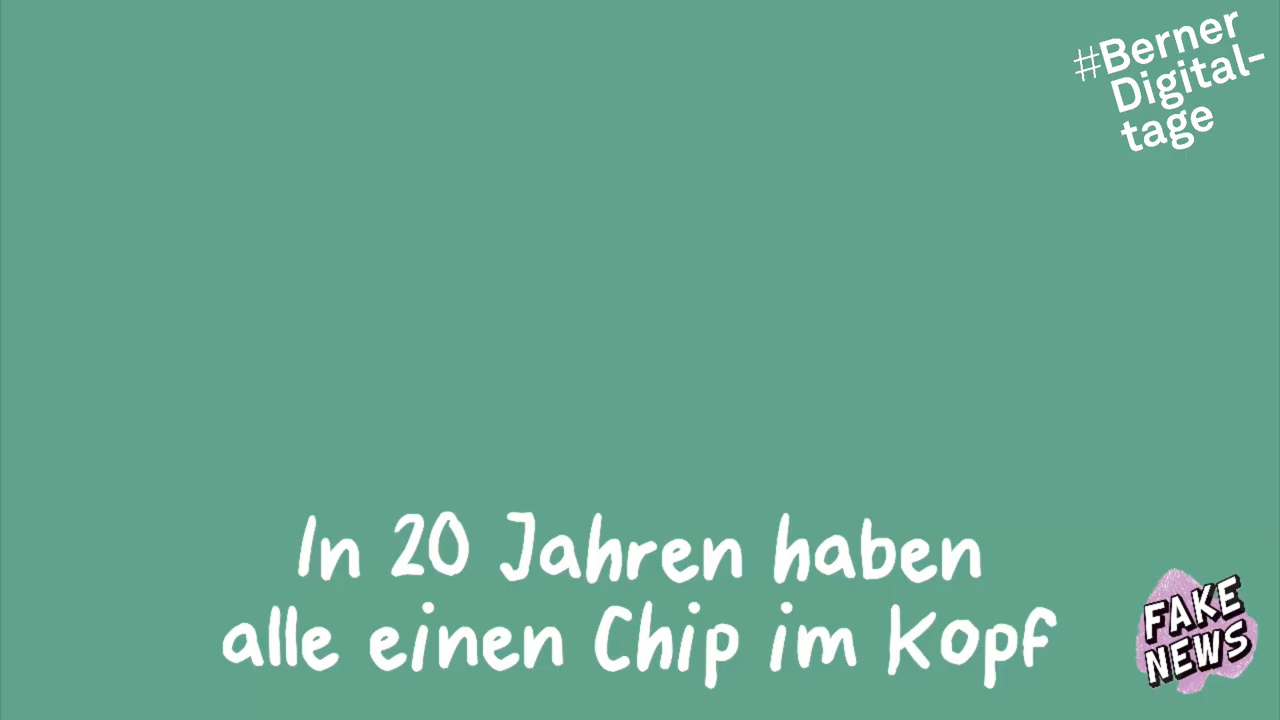 #Berner
Digital-
tage
In 20 Jahren haben
alle einen Chip im Kopf
FAKE
NEWS